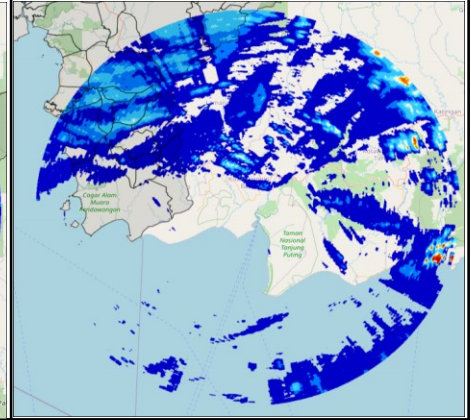 Cagar Alam
Muara
Kendawangan
Taman
Nasional
Tanjung
Puting
Katingan